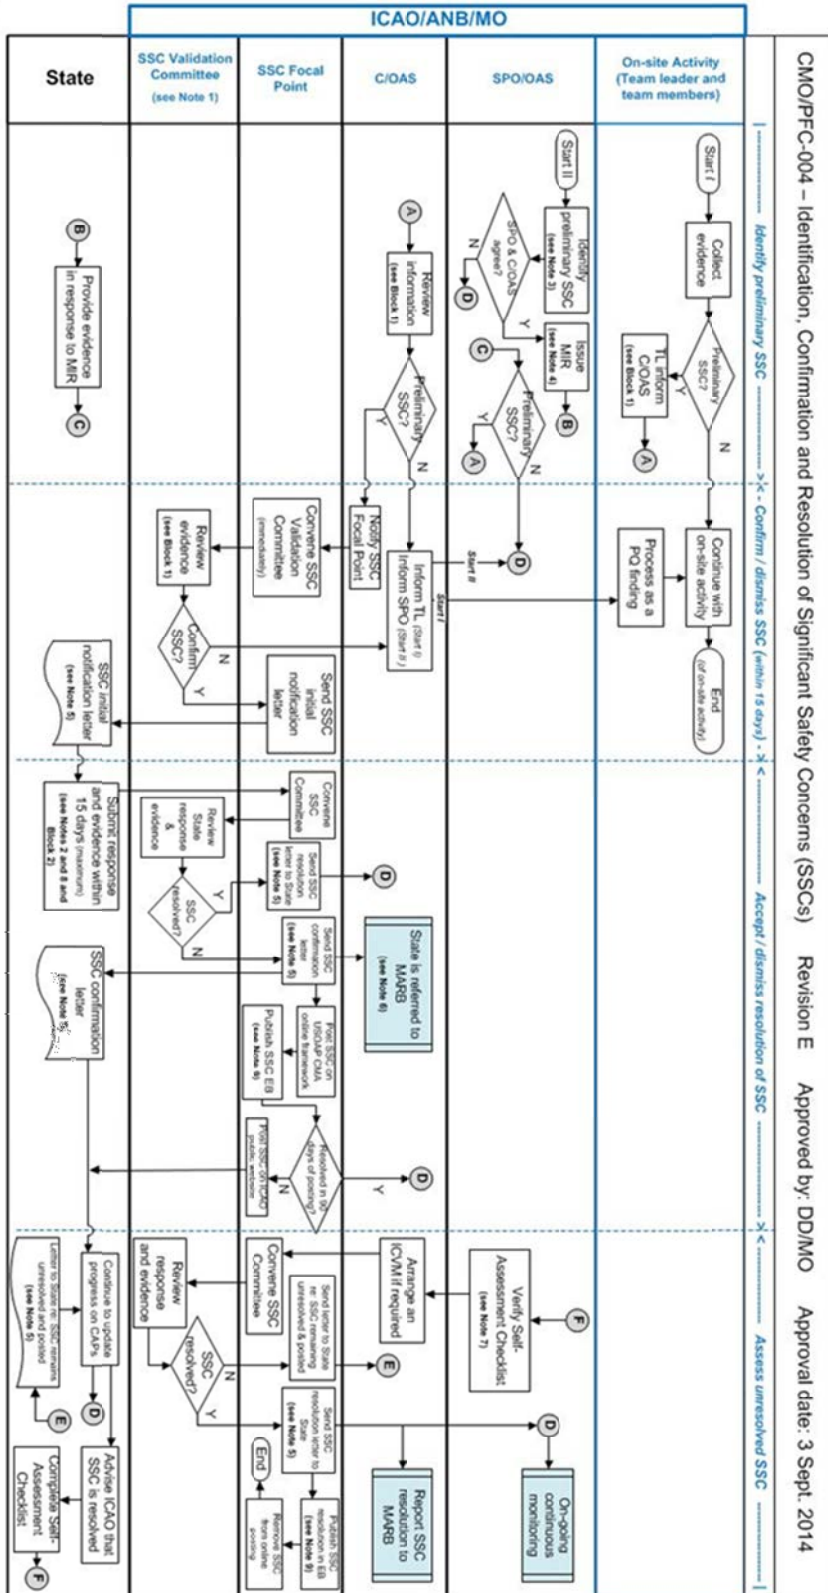 CMO/PFC-004 – Identification, Confirmation and Resolution of Significant Safety Concerns (SSCs) Revision E Approved by: DD/MO Approval date: 3 Sept. 2014
| Identify preliminary SSC
Confirm / dismiss SSC (within 15 days)
Accept / dismiss resolution of SSC
Assess unresolved SSC |
ICAO/ANB/MO
On-site Activity
(Team leader and
team members)
SPO/OAS
C/OAS
SSC Focal
Point
SSC Validation
Committee
(see Note 1)
State
Start I
Collect
evidence
Preliminary
SSC?
N
Y
TL inform
C/OAS
(see Block 1)
A
Continue with
on-site activity
Process as a
PQ finding
End
(of on-site activity)
Start II
Identify
preliminary SSC
(see Note 3)
SPO & C/OAS
agree?
N
D
Y
Issue
MIR
(see Note 4)
B
C
Preliminary
SSC?
Y
A
N
D
Start II
Start I
Verify Self-
Assessment Checklist
(see Note 7)
F
D
On-going
continuous
monitoring
A
Review
information
(see Block 1)
Preliminary
SSC?
N
Y
Notify SSC
Focal Point
Inform TL (Start I)
Inform SPO (Start II )
D
State is referred to
MARB
(see Note 6)
D
Arrange an
ICVM if required
E
Report SSC
resolution to
MARB
Convene SSC
Validation
Committee
(immediately)
Send SSC
initial
notification
letter
Convene
SSC
Committee
Send SSC
resolution
letter to State
(see Note 5)
Send SSC
confirmation
letter
(see Note 5)
Post SSC on
USOAP CMA
online framework
Publish SSC EB
(see Note 9)
Resolved in 90
days of posting?
Y
N
Post SSC on ICAO
public website
Convene SSC
Committee
Send letter to State
re: SSC remaining
unresolved & posted
Send SSC
resolution letter to
State
(see Note 5)
Publish SSC
resolution in EB
(see Note 9)
Remove SSC
from online
posting
End
Review
evidence
(see Block 1)
Confirm
SSC?
N
Y
Review
State
response
&
evidence
SSC
resolved?
Y
N
Review
response
and evidence
SSC
resolved?
N
Y
B
Provide evidence
in response to MIR
C
SSC initial
notification letter
(see Note 5)
Submit response
and evidence within
15 days (maximum)
(see Notes 2 and 8 and
Block 2)
SSC confirmation
letter
(see Note 5)
Continue to update
progress on CAPs
D
Letter to State re: SSC remains
unresolved and posted
(see Note 5)
E
Advise ICAO that
SSC is resolved
Complete Self-
Assessment
Checklist
F